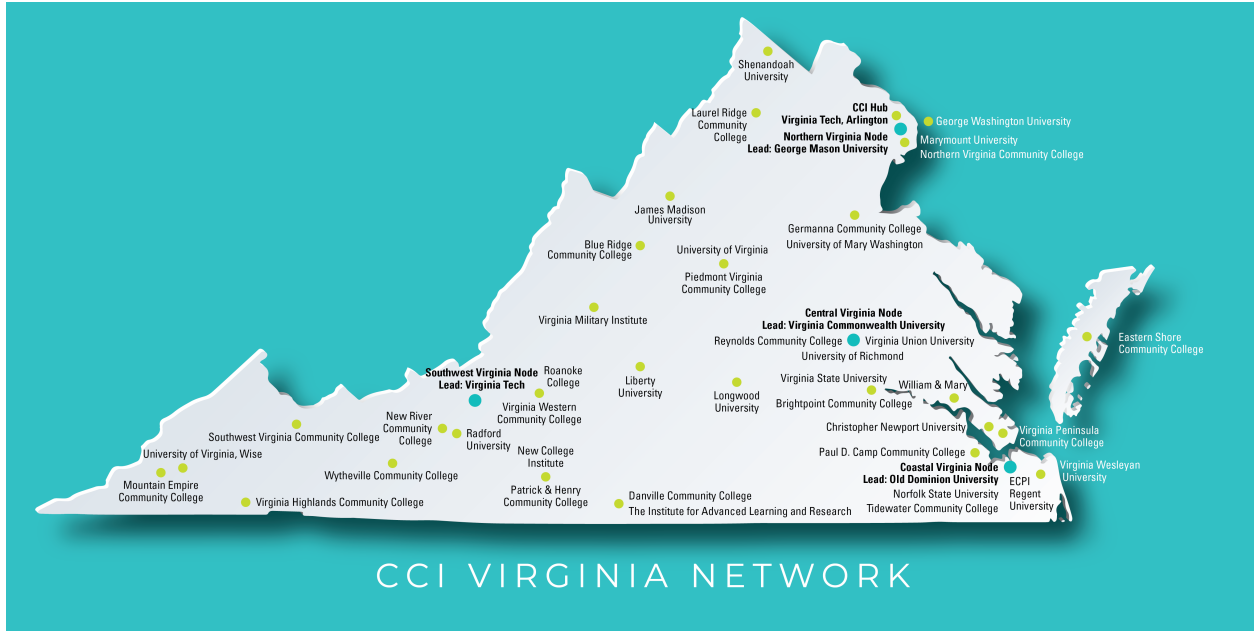 Shenandoah
University
Laurel Ridge
Community
College
CCI Hub
Virginia Tech, Arlington
Northern Virginia Node
Lead: George Mason University
George Washington University
Marymount University
Northern Virginia Community College
James Madison
University
Blue Ridge
Community College
University of Virginia
Piedmont Virginia
Community College
Germanna Community College
University of Mary Washington
Virginia Military Institute
Central Virginia Node
Lead: Virginia Commonwealth University
Reynolds Community College
Virginia Union University
University of Richmond
Eastern Shore
Community College
Southwest Virginia Node
Lead: Virginia Tech
Roanoke
College
Virginia Western
Community College
Liberty
University
Longwood
University
Virginia State University
Brightpoint Community College
William & Mary
New River
Community
College
Radford
University
Christopher Newport University
Virginia Peninsula
Community College
Southwest Virginia Community College
University of Virginia, Wise
Mountain Empire
Community College
Wytheville Community College
New College
Institute
Patrick & Henry
Community College
Paul D. Camp Community College
Coastal Virginia Node
Lead: Old Dominion University
Norfolk State University
Tidewater Community College
ECPI
Regent
University
Virginia Wesleyan
University
Virginia Highlands Community College
Danville Community College
The Institute for Advanced Learning and Research
CCI VIRGINIA NETWORK